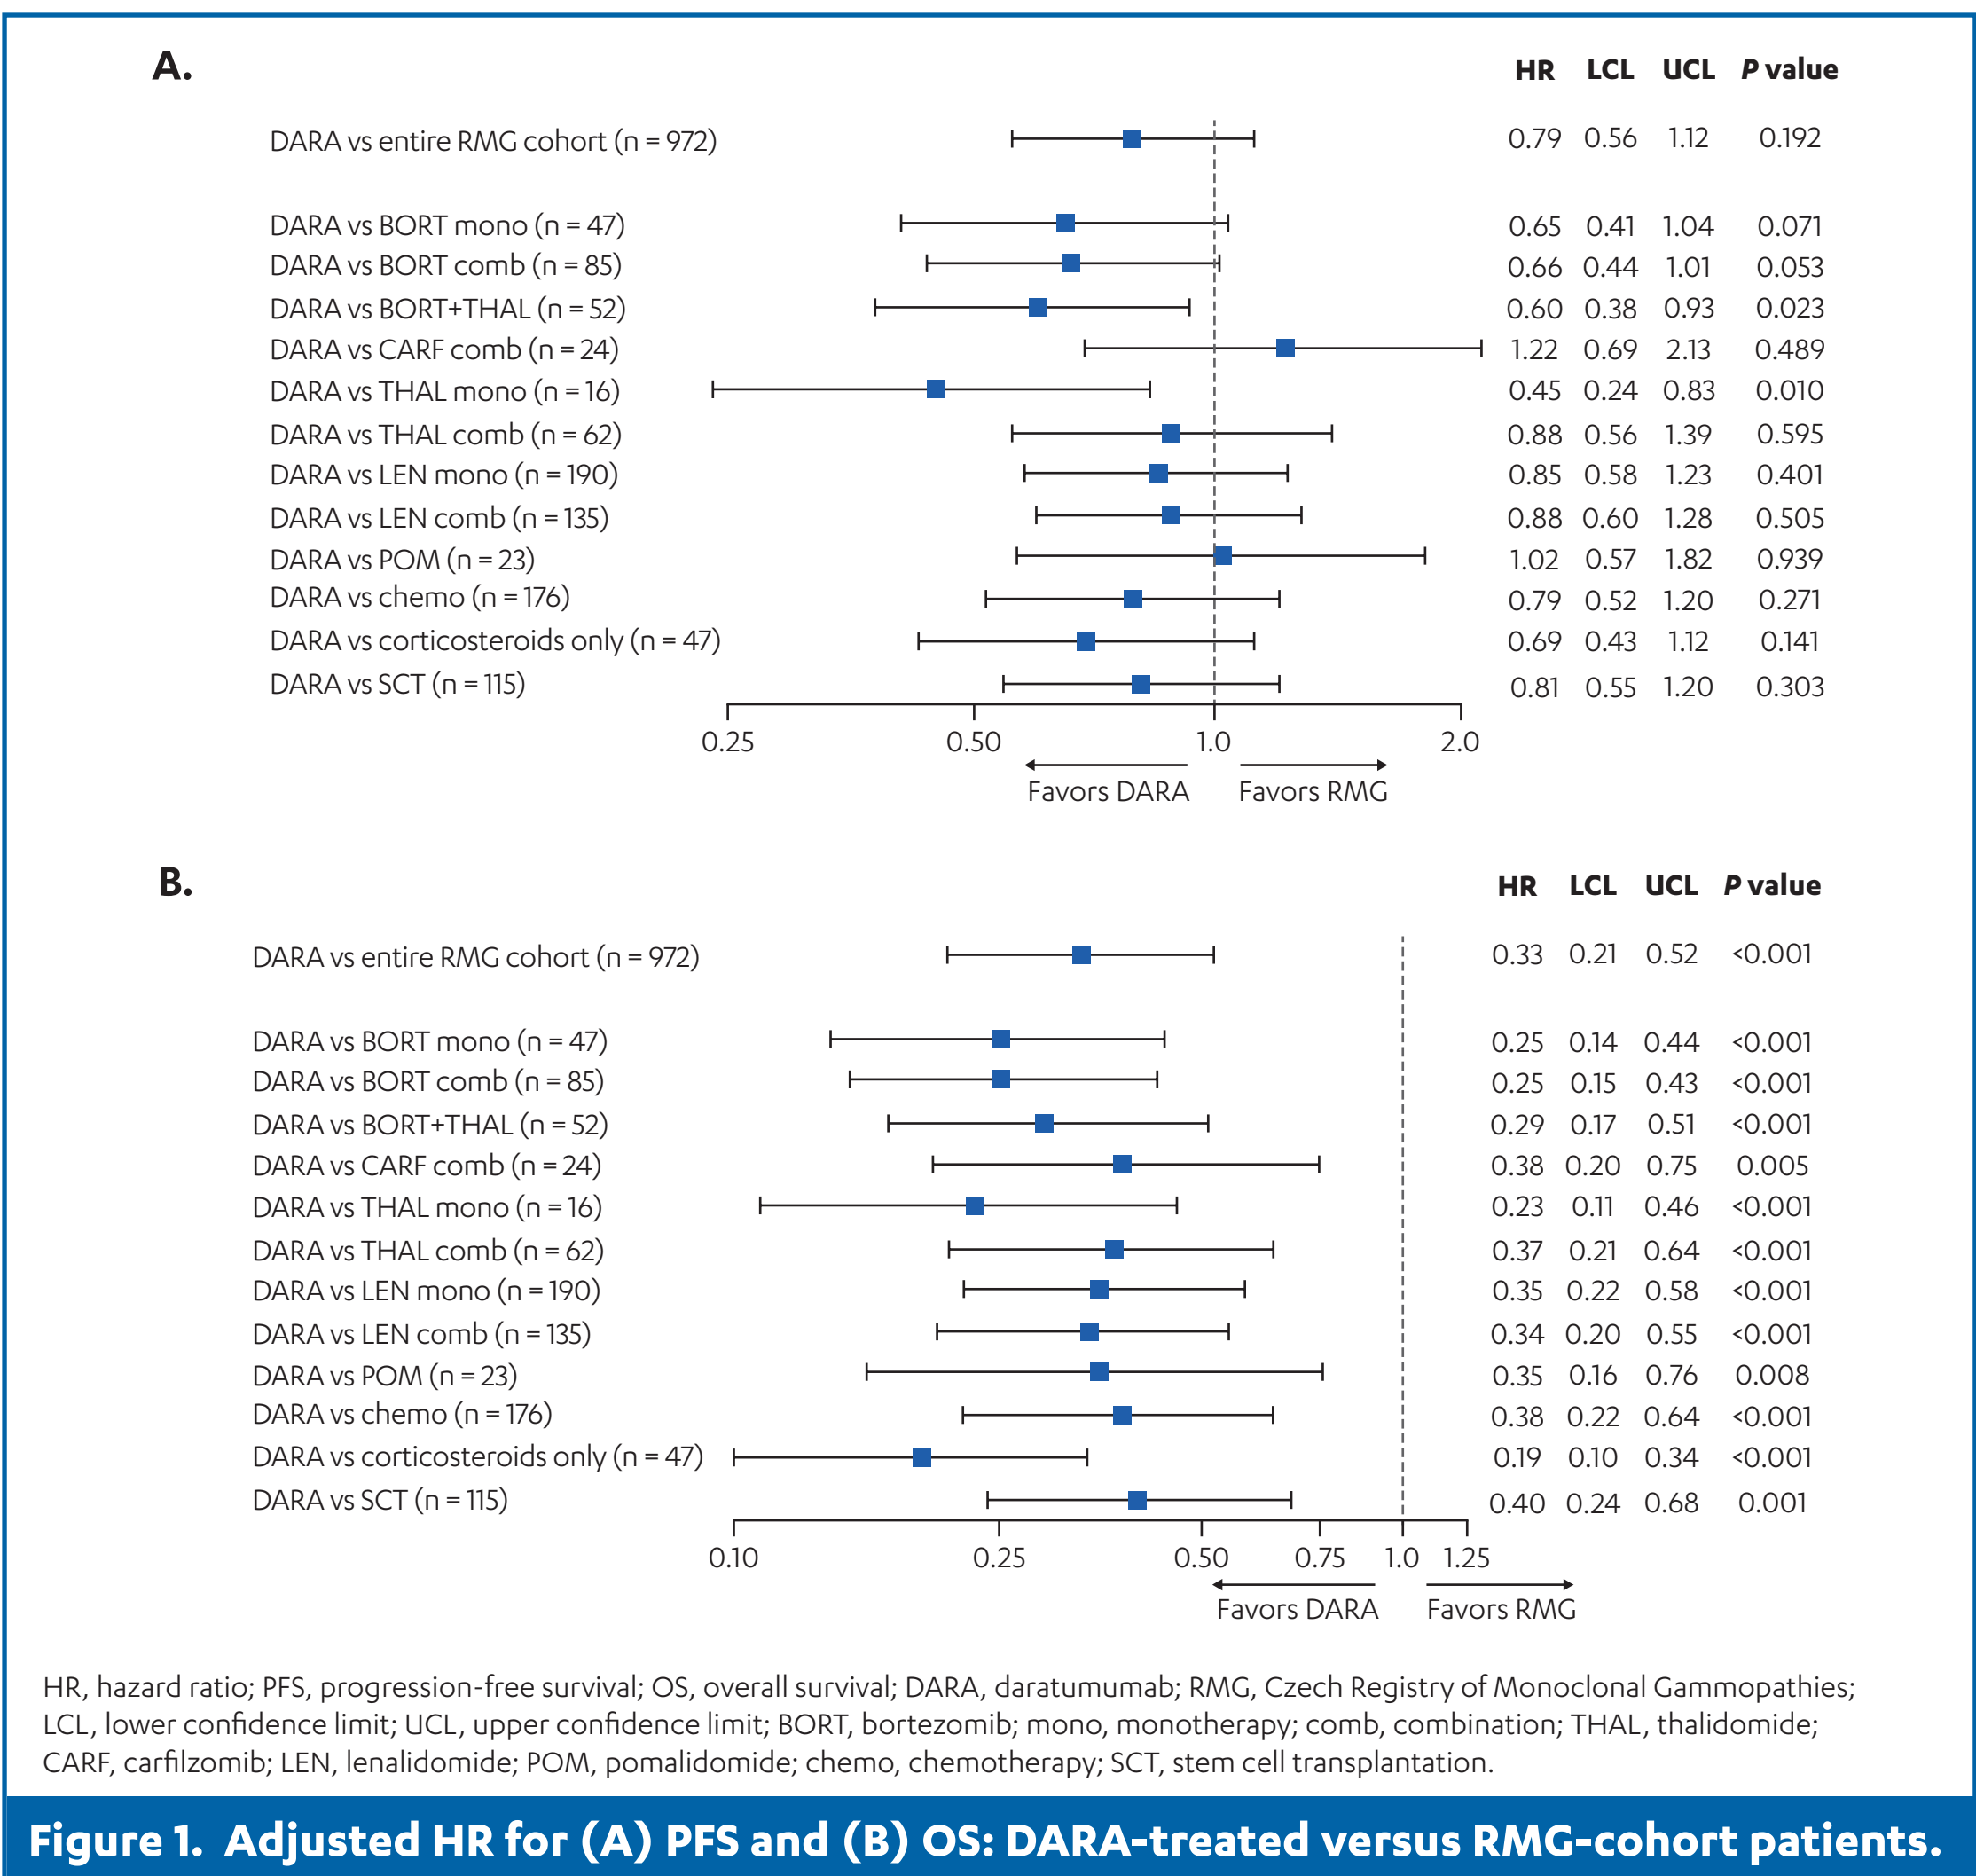 A.
HR LCL UCL P value
DARA vs entire RMG cohort (n = 972) 0.79 0.56 1.12 0.192
DARA vs BORT mono (n = 47) 0.65 0.41 1.04 0.071
DARA vs BORT comb (n = 85) 0.66 0.44 1.01 0.053
DARA vs BORT+THAL (n = 52) 0.60 0.38 0.93 0.023
DARA vs CARF comb (n = 24) 1.22 0.69 2.13 0.489
DARA vs THAL mono (n = 16) 0.45 0.24 0.83 0.010
DARA vs THAL comb (n = 62) 0.88 0.56 1.39 0.595
DARA vs LEN mono (n = 190) 0.85 0.58 1.23 0.401
DARA vs LEN comb (n = 135) 0.88 0.60 1.28 0.505
DARA vs POM (n = 23) 1.02 0.57 1.82 0.939
DARA vs chemo (n = 176) 0.79 0.52 1.20 0.271
DARA vs corticosteroids only (n = 47) 0.69 0.43 1.12 0.141
DARA vs SCT (n = 115) 0.81 0.55 1.20 0.303
0.25 0.50 1.0 2.0
Favors DARA Favors RMG
B.
HR LCL UCL P value
DARA vs entire RMG cohort (n = 972) 0.33 0.21 0.52 <0.001
DARA vs BORT mono (n = 47) 0.25 0.14 0.44 <0.001
DARA vs BORT comb (n = 85) 0.25 0.15 0.43 <0.001
DARA vs BORT+THAL (n = 52) 0.29 0.17 0.51 <0.001
DARA vs CARF comb (n = 24) 0.38 0.20 0.75 0.005
DARA vs THAL mono (n = 16) 0.23 0.11 0.46 <0.001
DARA vs THAL comb (n = 62) 0.37 0.21 0.64 <0.001
DARA vs LEN mono (n = 190) 0.35 0.22 0.58 <0.001
DARA vs LEN comb (n = 135) 0.34 0.20 0.55 <0.001
DARA vs POM (n = 23) 0.35 0.16 0.76 0.008
DARA vs chemo (n = 176) 0.38 0.22 0.64 <0.001
DARA vs corticosteroids only (n = 47) 0.19 0.10 0.34 <0.001
DARA vs SCT (n = 115) 0.40 0.24 0.68 0.001
0.10 0.25 0.50 0.75 1.0 1.25
Favors DARA Favors RMG
HR, hazard ratio; PFS, progression-free survival; OS, overall survival; DARA, daratumumab; RMG, Czech Registry of Monoclonal Gammopathies;
LCL, lower confidence limit; UCL, upper confidence limit; BORT, bortezomib; mono, monotherapy; comb, combination; THAL, thalidomide;
CARF, carfilzomib; LEN, lenalidomide; POM, pomalidomide; chemo, chemotherapy; SCT, stem cell transplantation.
Figure 1. Adjusted HR for (A) PFS and (B) OS: DARA-treated versus RMG-cohort patients.